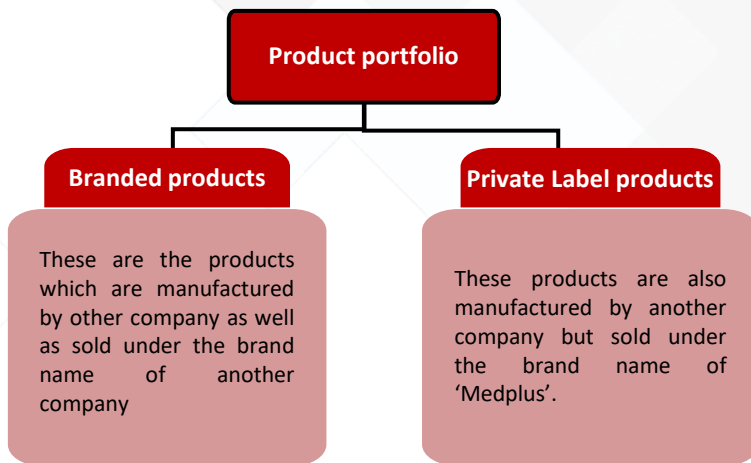 Product portfolio
Branded products
These are the products
which are manufactured
by other company as well
as sold under the brand
name of another
company
Private Label products
These products are also
manufactured by another
company but sold under
the brand name of
‘Medplus’.